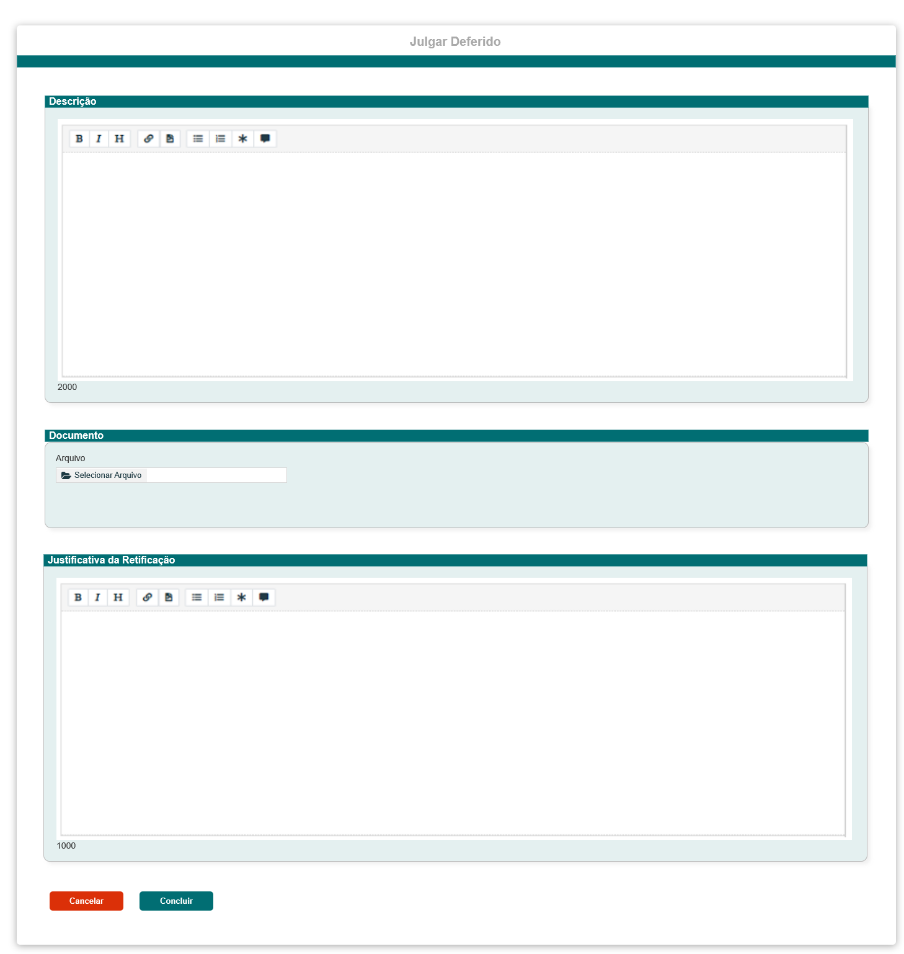 Julgar Deferido
Descrição
B I H
2000
Documento
Arquivo
Selecionar Arquivo
Justificativa da Retificação
B I H
1000
Cancelar Concluir